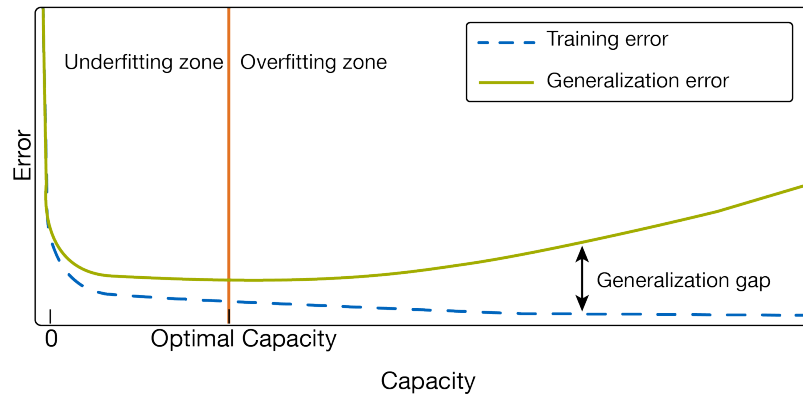 Training error
Generalization error
Underfitting zone
Overfitting zone
Error
Generalization gap
0
Optimal Capacity
Capacity